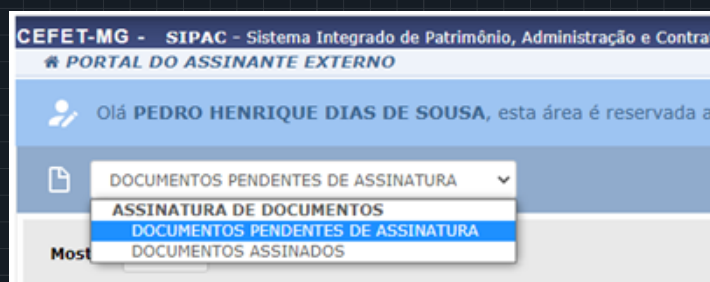 CEFET-MG - SIPAC - Sistema Integrado de Patrimônio, Administração e Contra
PORTAL DO ASSINANTE EXTERNO
Olá PEDRO HENRIQUE DIAS DE SOUSA, esta área é reservada a
DOCUMENTOS PENDENTES DE ASSINATURA
ASSINATURA DE DOCUMENTOS
DOCUMENTOS PENDENTES DE ASSINATURA
DOCUMENTOS ASSINADOS
Most